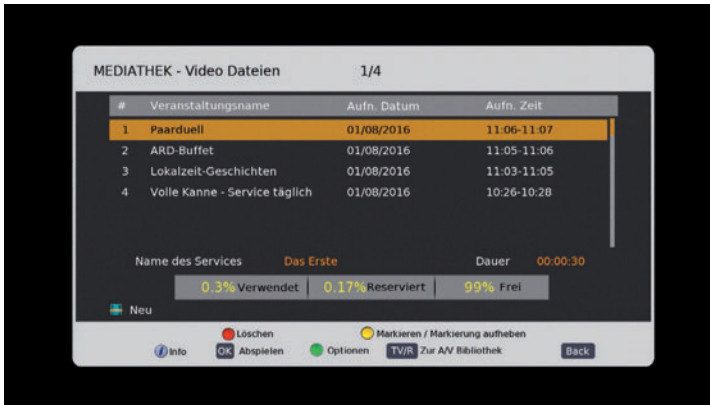 MEDIATHEK - Video Dateien 1/4
# Veranstaltungsname Aufn. Datum Aufn. Zeit
1 Paarduell 01/08/2016 11:06-11:07
2 ARD-Buffet 01/08/2016 11:05-11:06
3 Lokalzeit-Geschichten 01/08/2016 11:03-11:05
4 Volle Kanne - Service täglich 01/08/2016 10:26-10:28
Name des Services Das Erste Dauer 00:00:30
0.3% Verwendet 0.17% Reserviert 99% Frei
Neu
Löschen Markieren / Markierung aufheben
i Info OK Abspielen Optionen TV/R Zur A/V Bibliothek Back